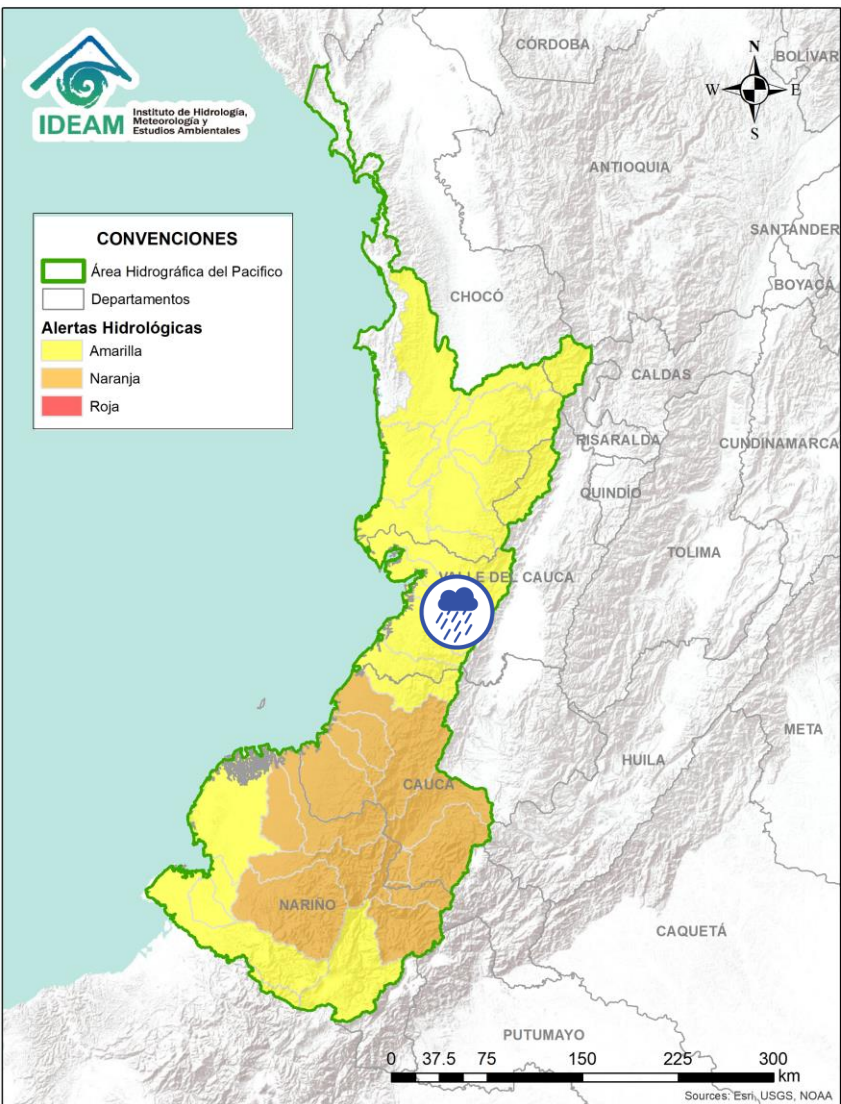 IDEAM
Instituto de Hidrología,
Meteorología y
Estudios Ambientales
CÓRDOBA
N
BOLÍVAR
W
E
S
ANTIOQUIA
SANTANDER
CONVENCIONES
Área Hidrográfica del Pacifico
Departamentos
Alertas Hidrológicas
Amarilla
Naranja
Roja
BOYACÁ
CHOCÓ
CALDAS
RISARALDA
CUNDINAMARCA
QUINDÍO
TOLIMA
VALLE DEL CAUCA
META
HUILA
CAUCA
NARIÑO
CAQUETÁ
PUTUMAYO
0 37.5 75 150 225 300
km
Sources: Esri, USGS, NOAA